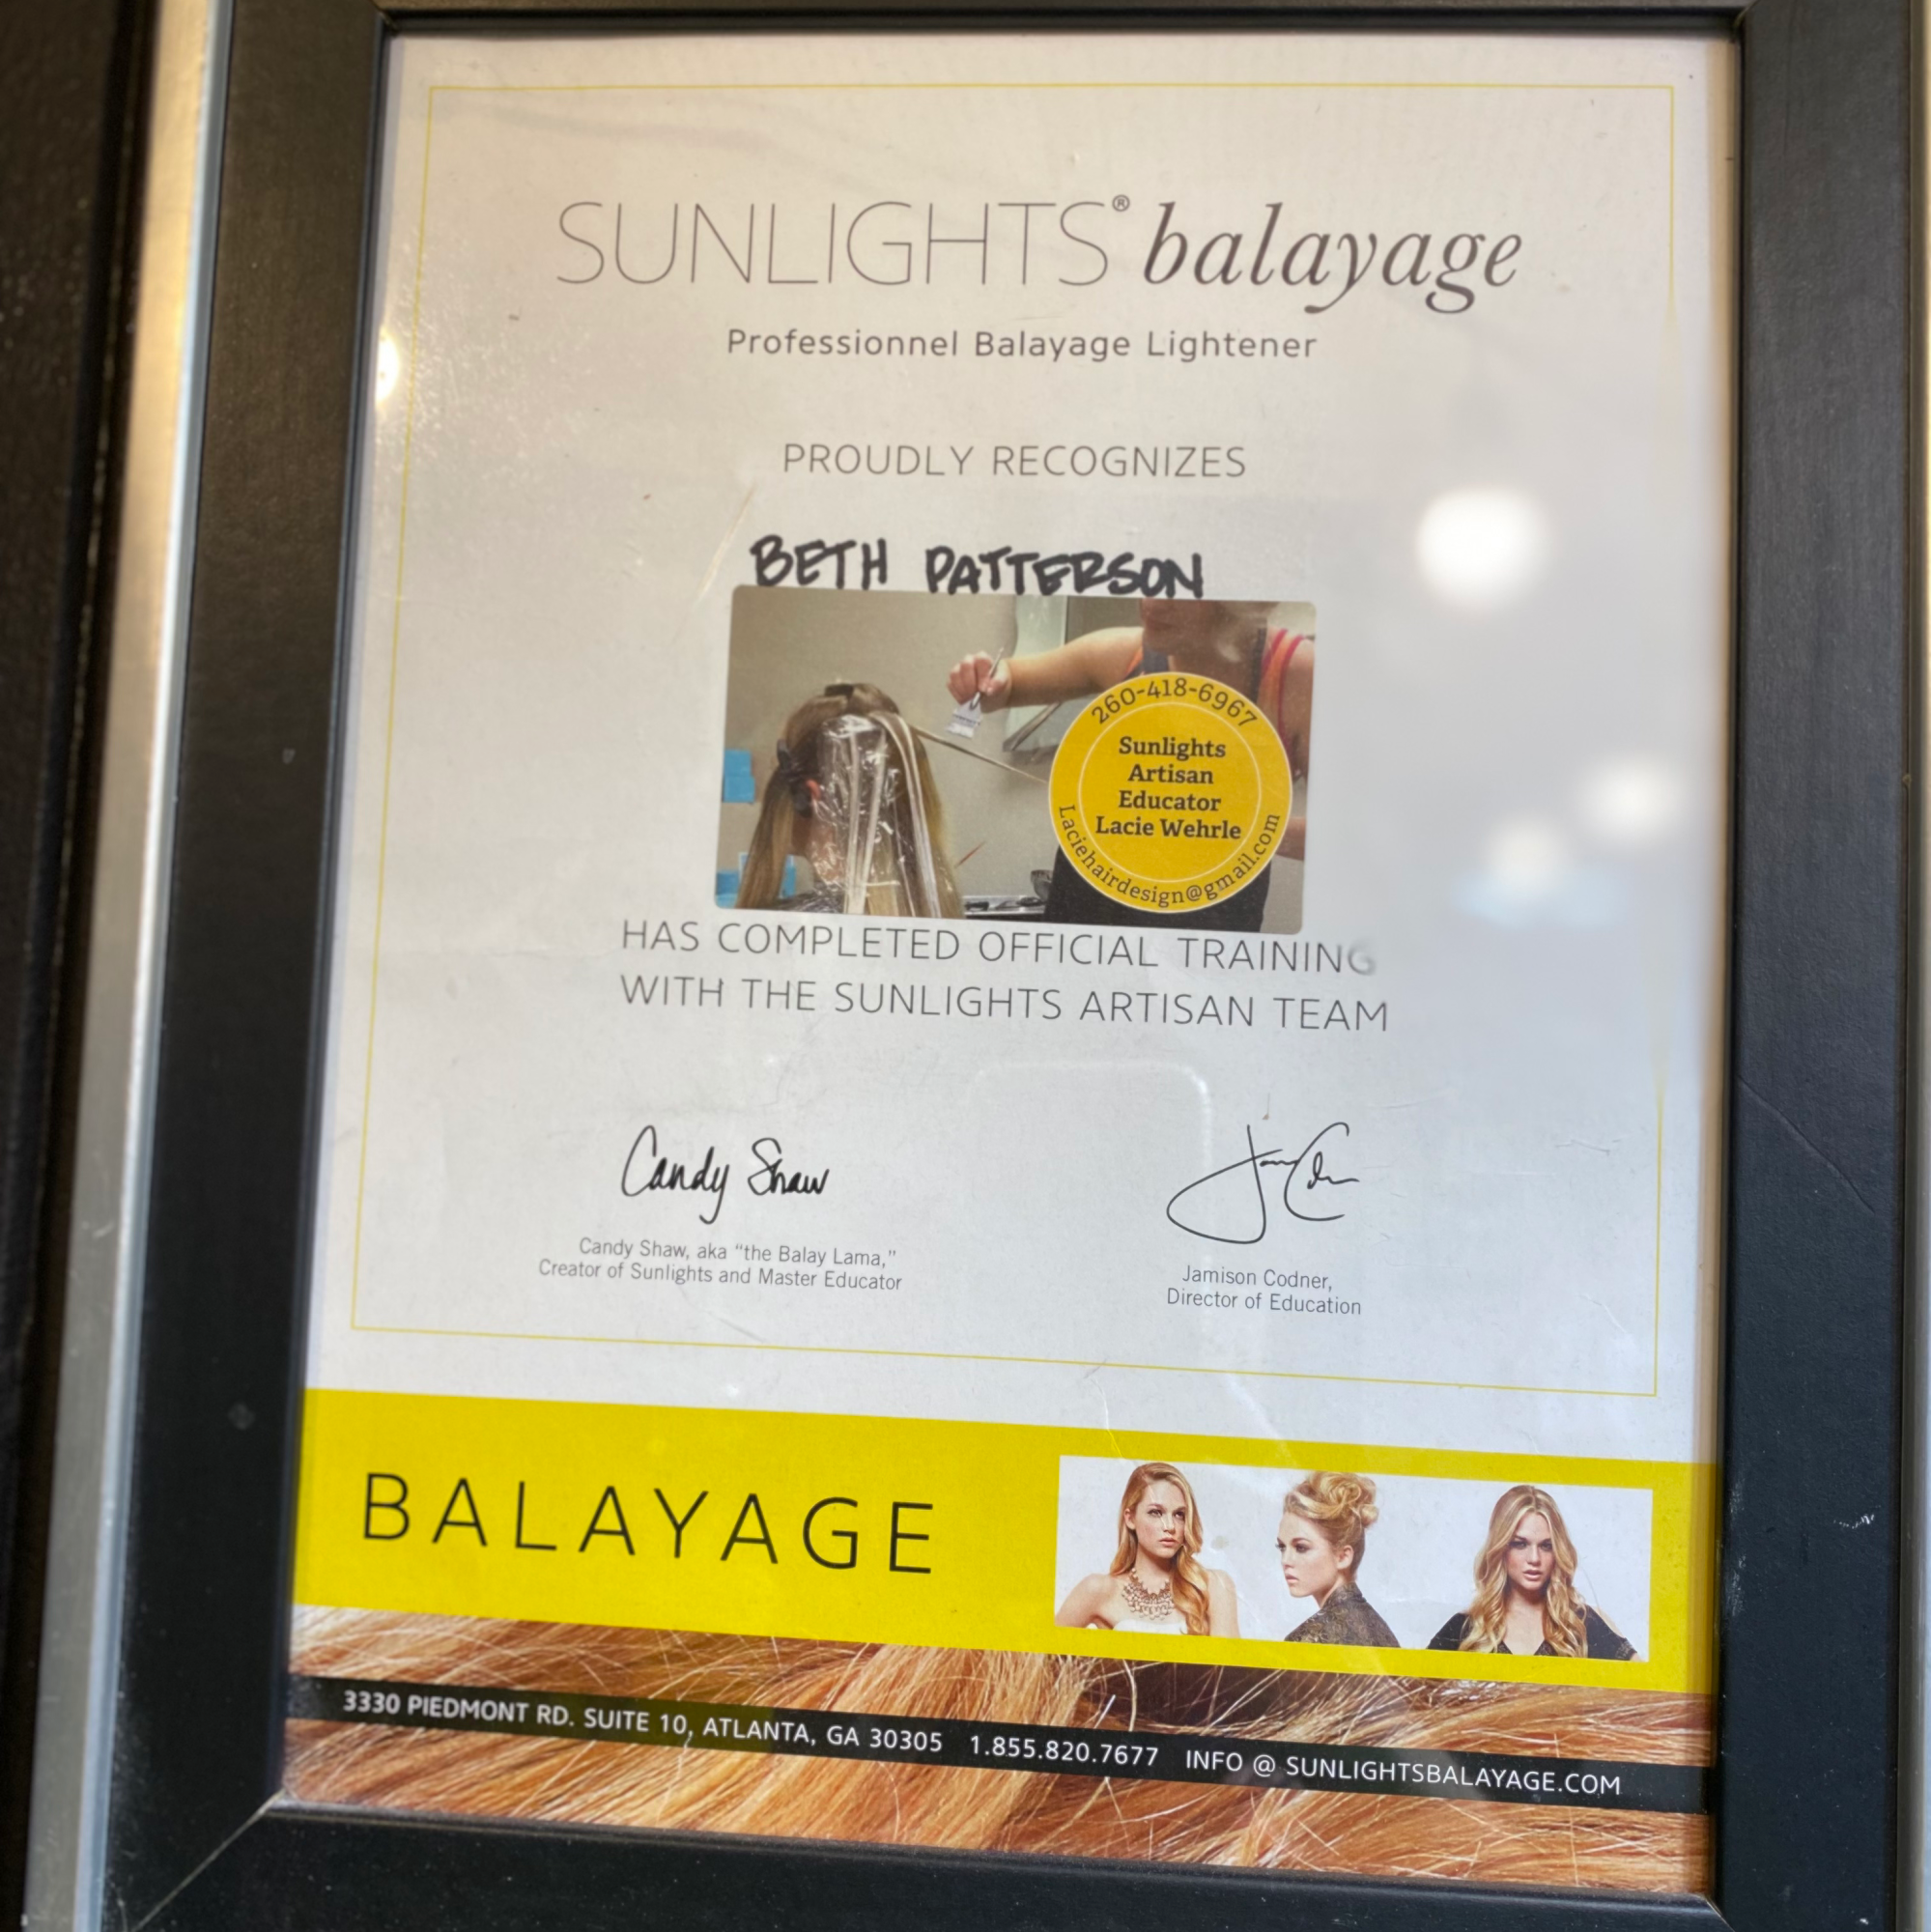 SUNLIGHTS® balayage
Professionnel Balayage Lightener
PROUDLY RECOGNIZES
BETH PATTERSON
260-418-6967
Sunlights
Artisan
Educator
Lacie Wehrle
Laciehairdesign@gmail.com
HAS COMPLETED OFFICIAL TRAINING
WITH THE SUNLIGHTS ARTISAN TEAM
Candy Shaw
Candy Shaw, aka “the Balay Lama,”
Creator of Sunlights and Master Educator
Jamison Codner,
Director of Education
BALAYAGE
3330 PIEDMONT RD. SUITE 10, ATLANTA, GA 30305 1.855.820.7677 INFO @ SUNLIGHTSBALAYAGE.COM